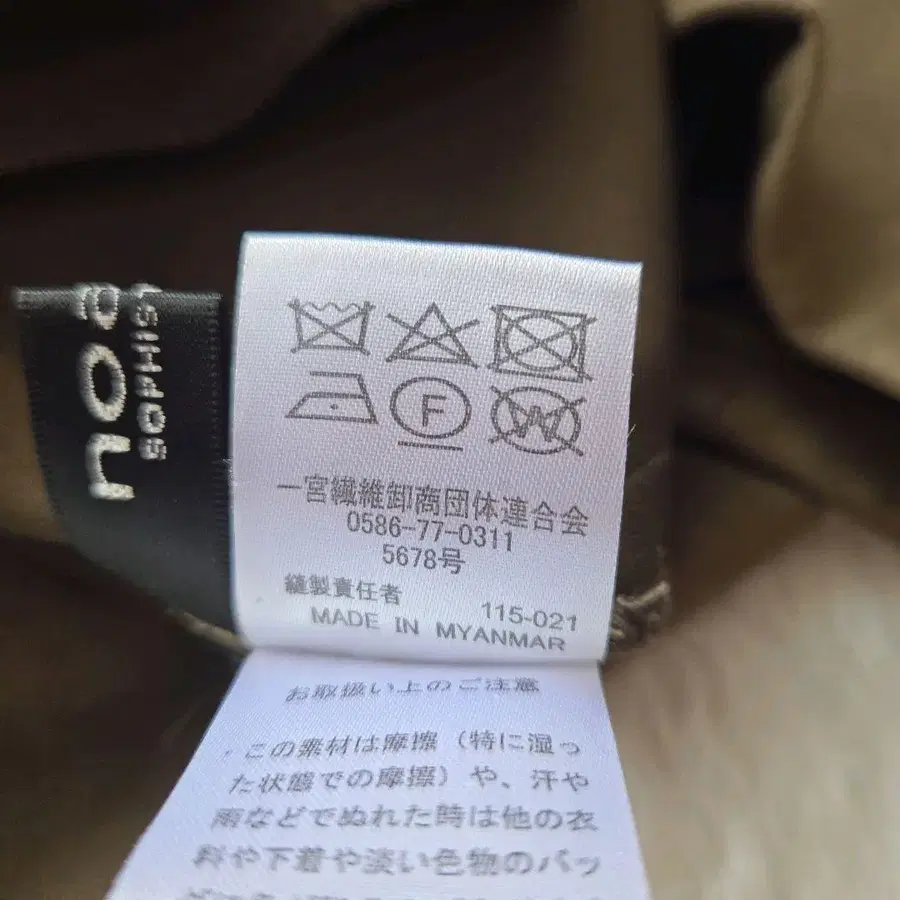 nO
SOPHIS
F
W
一宮繊維卸商団体連合会
0586-77-0311
5678号
縫製責任者 115-021
MADE IN MYANMAR
お取扱い上のご注意
・この素材は摩擦（特に湿っ
た状態での摩擦）や、汗や
雨などでぬれた時は他の衣
料や下着や淡い色物のバッ